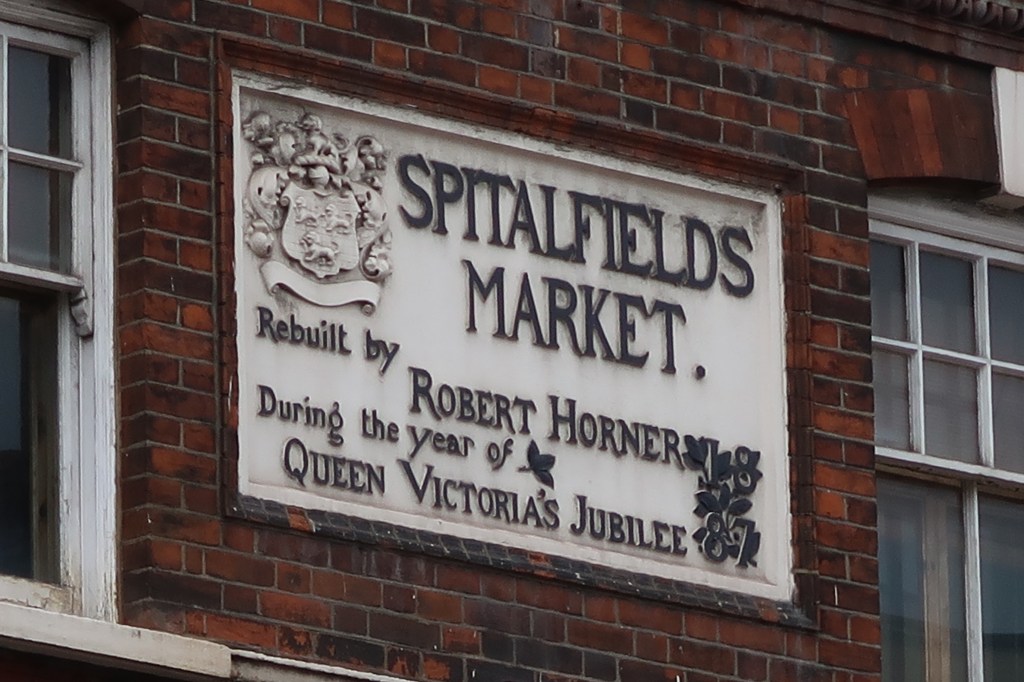 SPITALFIELDS
MARKET.
Rebuilt by
ROBERT HORNER
During the year of
QUEEN VICTORIA'S JUBILEE
18
87